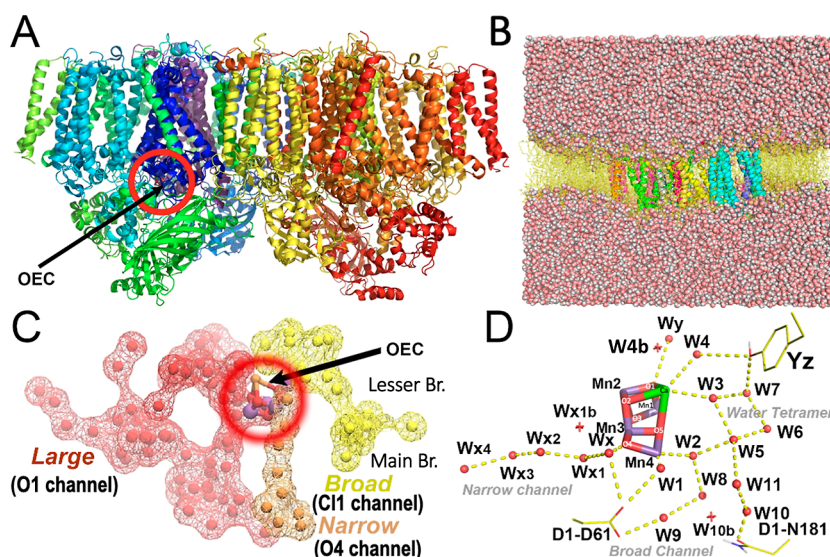 A
OEC
B
C
OEC
Lesser Br.
Main Br.
Large
(O1 channel)
Broad
(Cl1 channel)
Narrow
(O4 channel)
D
Wy
W4b
W4
Yz
Mn2
O1
Ca
O2
Mn1
W3
W7
Water Tetramer
Wx1b
Mn3
O3
O5
W6
O4
Wx4
Wx2
Wx
Mn4
W2
W5
Wx3
Wx1
W1
W8
W11
Narrow channel
W10
D1-D61
W9
W10b
D1-N181
Broad Channel